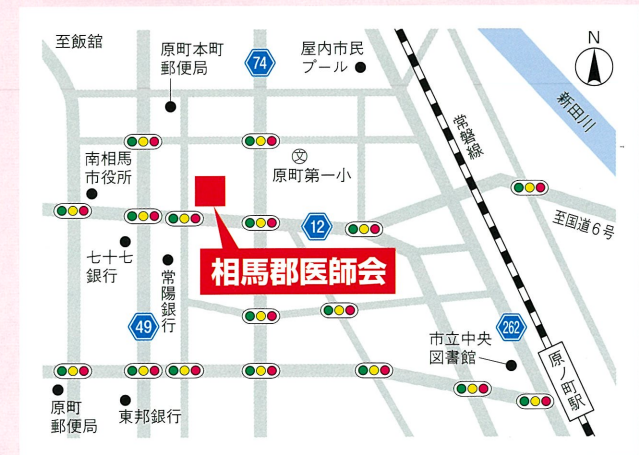 至飯舘
原町本町
郵便局
74
屋内市民
プール
N
新田川
常磐線
南相馬
市役所
文
原町第一小
至国道6号
12
七十七
銀行
常陽銀行
相馬郡医師会
49
262
市立中央
図書館
原ノ町駅
原町
郵便局
東邦銀行